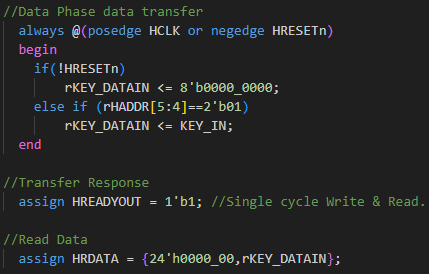 //Data Phase data transfer
always @(posedge HCLK or negedge HRESETn)
begin
if(!HRESETn)
rKEY_DATAIN <= 8'b0000_0000;
else if (rHADDR[5:4]==2'b01)
rKEY_DATAIN <= KEY_IN;
end
//Transfer Response
assign HREADYOUT = 1'b1; //Single cycle Write & Read.
//Read Data
assign HRDATA = {24'h0000_00,rKEY_DATAIN};